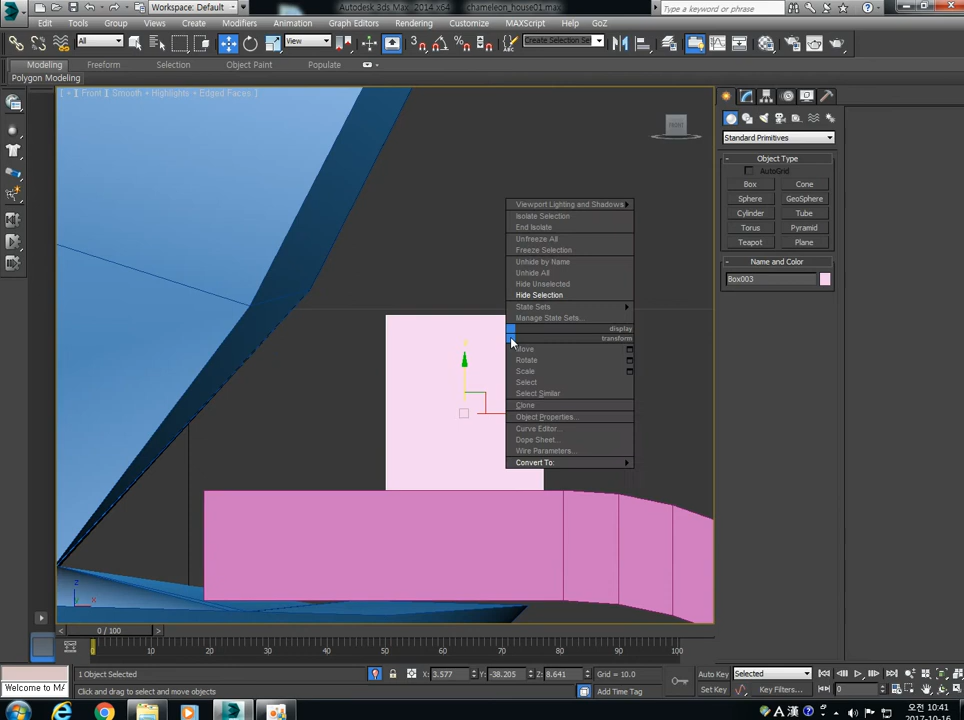 Workspace: Default
Autodesk 3ds Max 2014 x64
chameleon_house01.max
Type a keyword or phrase
Edit Tools Group Views Create Modifiers Animation Graph Editors Rendering Customize MAXScript Help GoZ
All
View
Create Selection Se
Modeling Freeform Selection Object Paint Populate
Polygon Modeling
[ + ] [ Front ] [ Smooth + Highlights + Edged Faces ]
FRONT
Standard Primitives
- Object Type
AutoGrid
Box Cone
Sphere GeoSphere
Cylinder Tube
Torus Pyramid
Teapot Plane
- Name and Color
Box003
Viewport Lighting and Shadows
Isolate Selection
End Isolate
Unfreeze All
Freeze Selection
Unhide by Name
Unhide All
Hide Unselected
Hide Selection
State Sets
Manage State Sets...
display
transform
Move
Rotate
Scale
Select
Select Similar
Clone
Object Properties...
Curve Editor...
Dope Sheet...
Wire Parameters...
Convert To:
z
x
0 / 100
0 10 20 30 40 50 60 70 80 90 100
1 Object Selected
X: 3.577 Y: -38.205 Z: 8.641 Grid = 10.0
Auto Key Selected
Welcome to MA
Click and drag to select and move objects
Add Time Tag
Set Key Key Filters... 0
A 漢
오전 10:41
2017-10-16